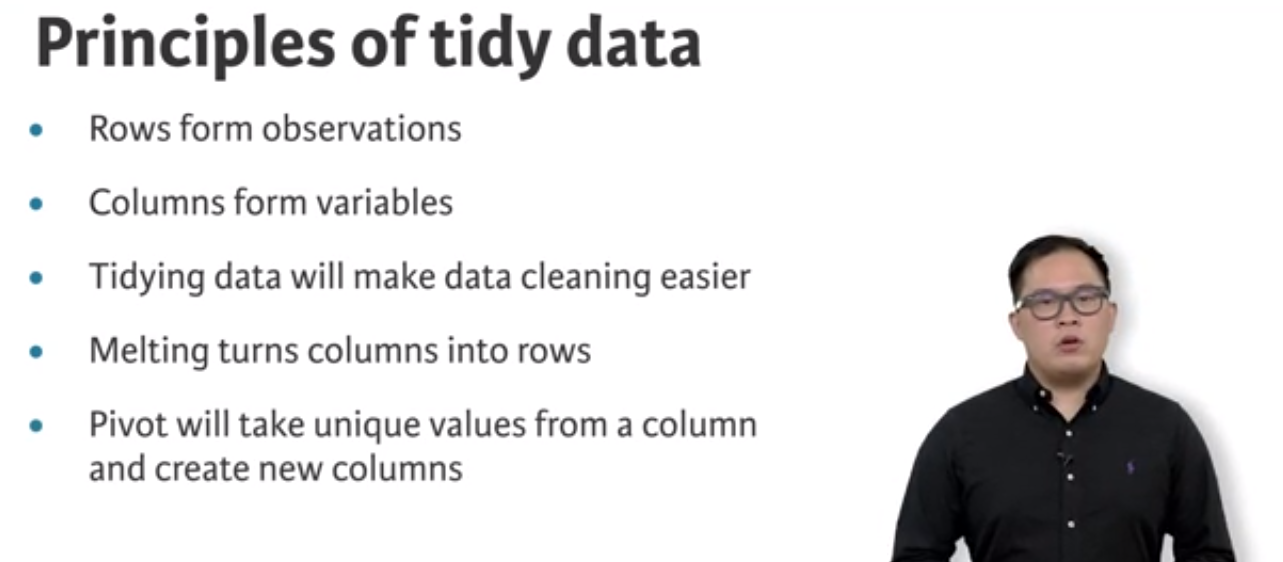 Principles of tidy data
• Rows form observations
• Columns form variables
• Tidying data will make data cleaning easier
• Melting turns columns into rows
• Pivot will take unique values from a column
and create new columns